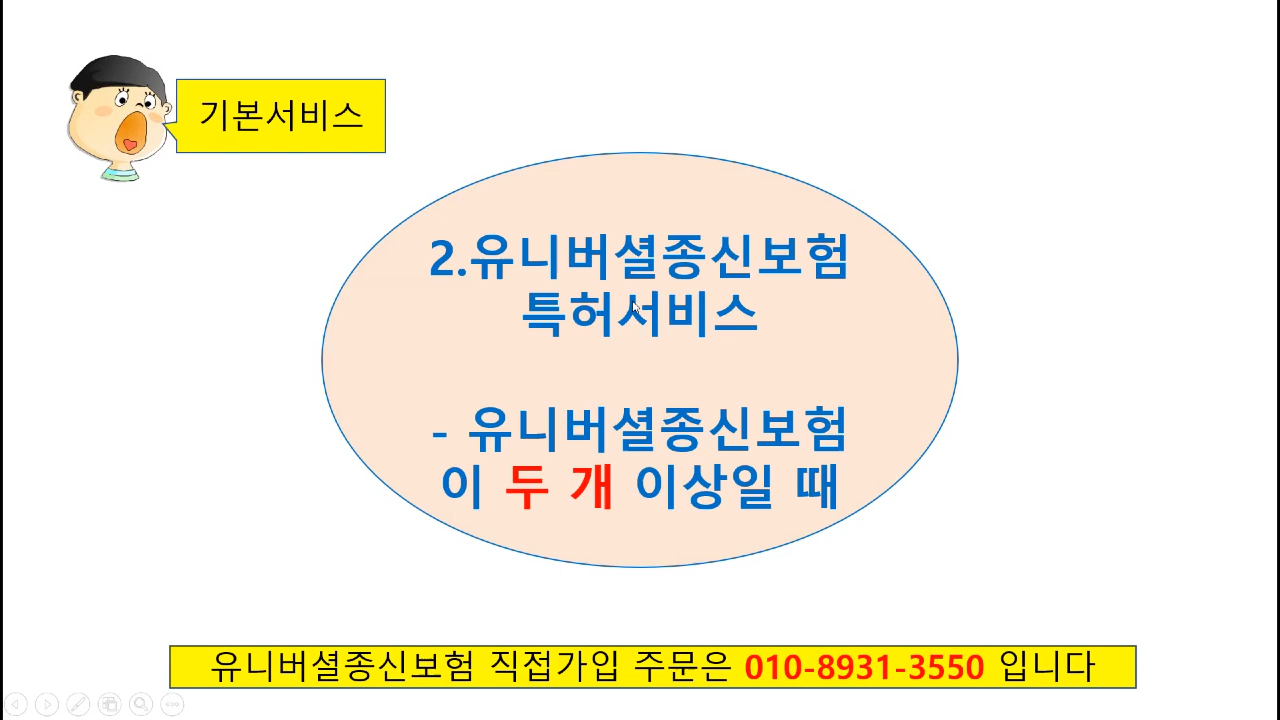 기본서비스
2.유니버셜종신보험
특허서비스
- 유니버셜종신보험
이 두 개 이상일 때
유니버셜종신보험 직접가입 주문은 010-8931-3550 입니다